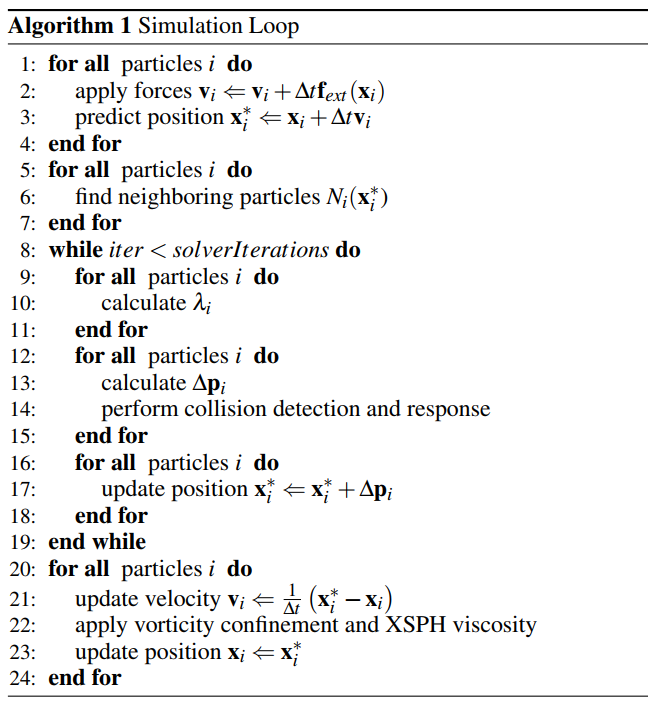 Algorithm 1 Simulation Loop
1: for all particles i do
2: apply forces v_i ⇐ v_i + Δt f_ext(x_i)
3: predict position x_i^* ⇐ x_i + Δt v_i
4: end for
5: for all particles i do
6: find neighboring particles N_i(x_i^*)
7: end for
8: while iter < solverIterations do
9: for all particles i do
10: calculate λ_i
11: end for
12: for all particles i do
13: calculate Δp_i
14: perform collision detection and response
15: end for
16: for all particles i do
17: update position x_i^* ⇐ x_i^* + Δp_i
18: end for
19: end while
20: for all particles i do
21: update velocity v_i ⇐ 1/Δt (x_i^* − x_i)
22: apply vorticity confinement and XSPH viscosity
23: update position x_i ⇐ x_i^*
24: end for